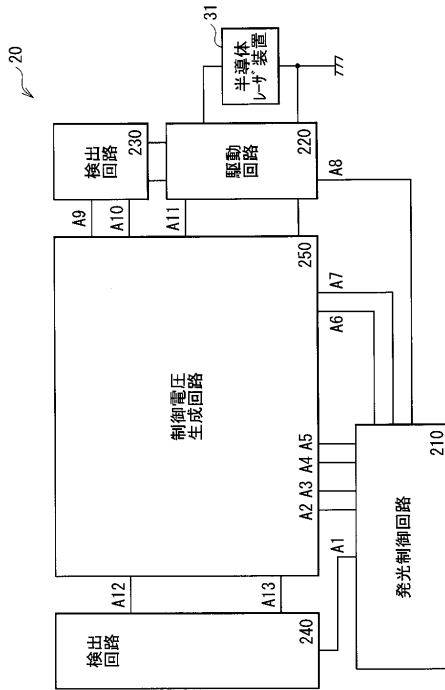 20
31
半導体
レーザ装置
検出
回路
230
駆動
回路
220
A9
A10
A11
A8
250
制御電圧
生成回路
A7
A6
A2 A3 A4 A5
A12
A13
A1
検出
回路
240
発光制御回路
210